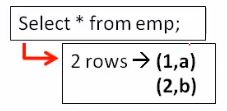 Select * from emp;
2 rows → (1,a)
(2,b)